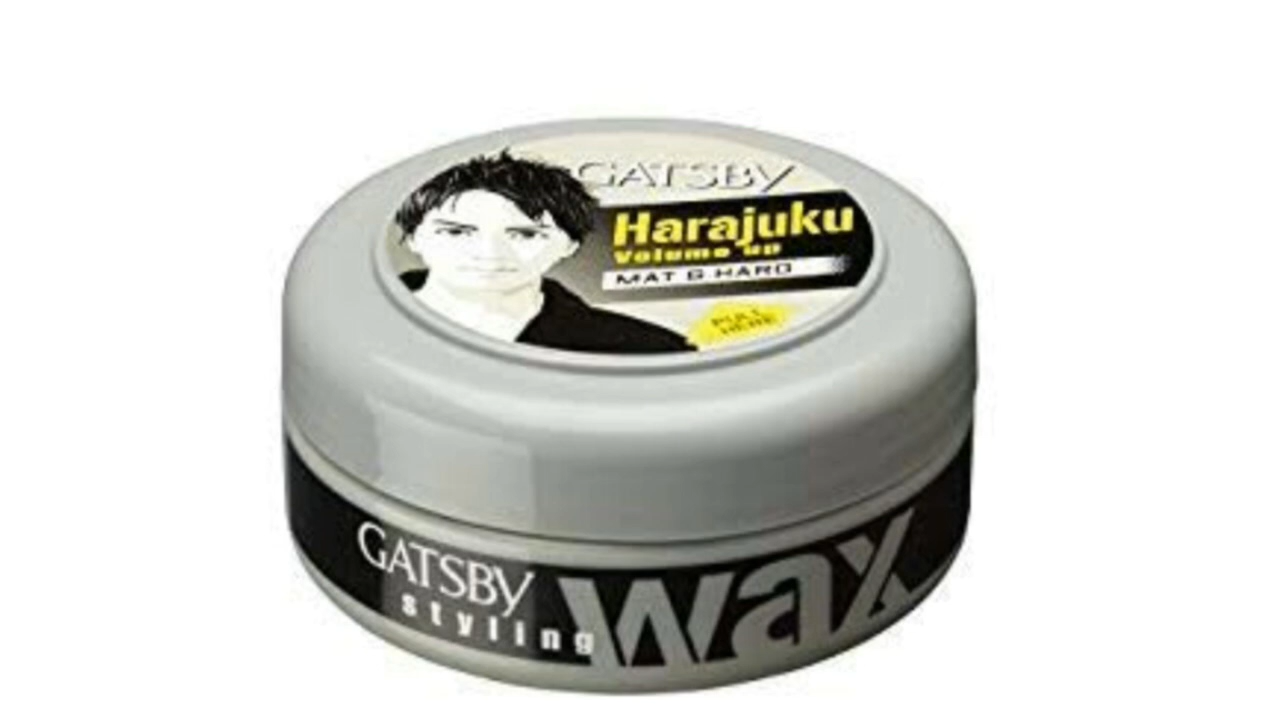 GATSBY
Harajuku
Volume up
MAT & HARD
PULL
HERE
GATSBY
styling
wax